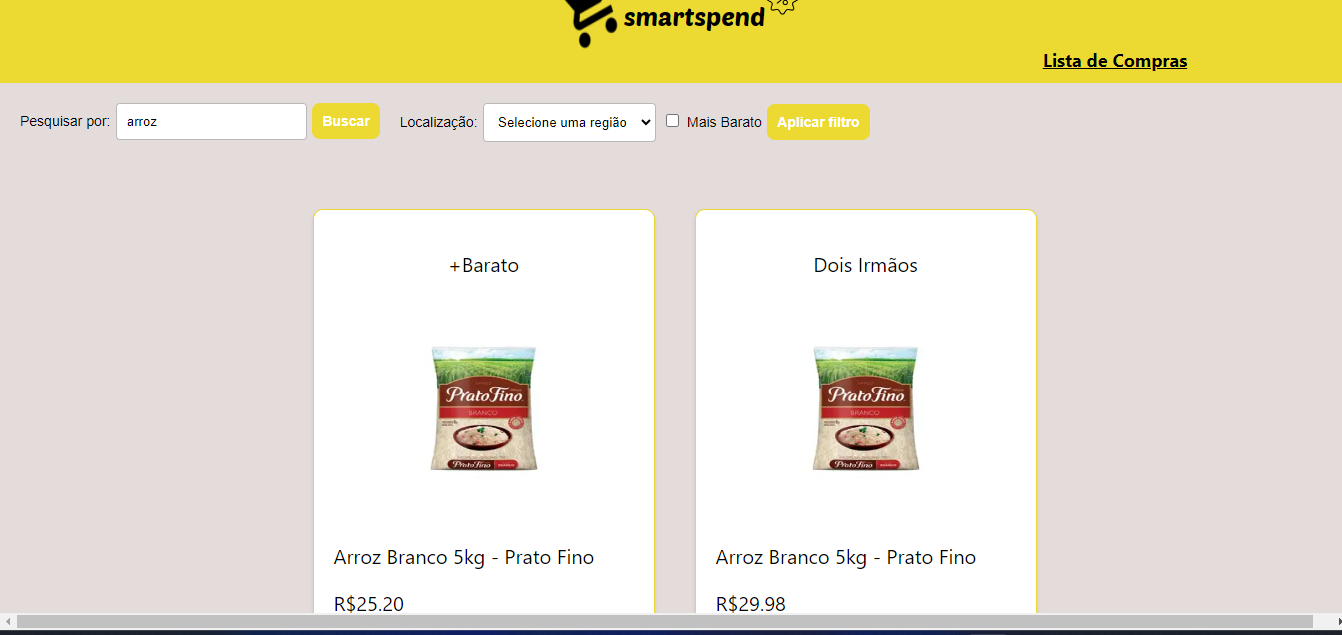 smartspend
Lista de Compras
Pesquisar por: arroz Buscar Localização: Selecione uma região Mais Barato Aplicar filtro
+Barato
Dois Irmãos
Prato Fino
BRANCO
Prato Fino
Prato Fino
BRANCO
Prato Fino
Arroz Branco 5kg - Prato Fino
Arroz Branco 5kg - Prato Fino
R$25.20
R$29.98